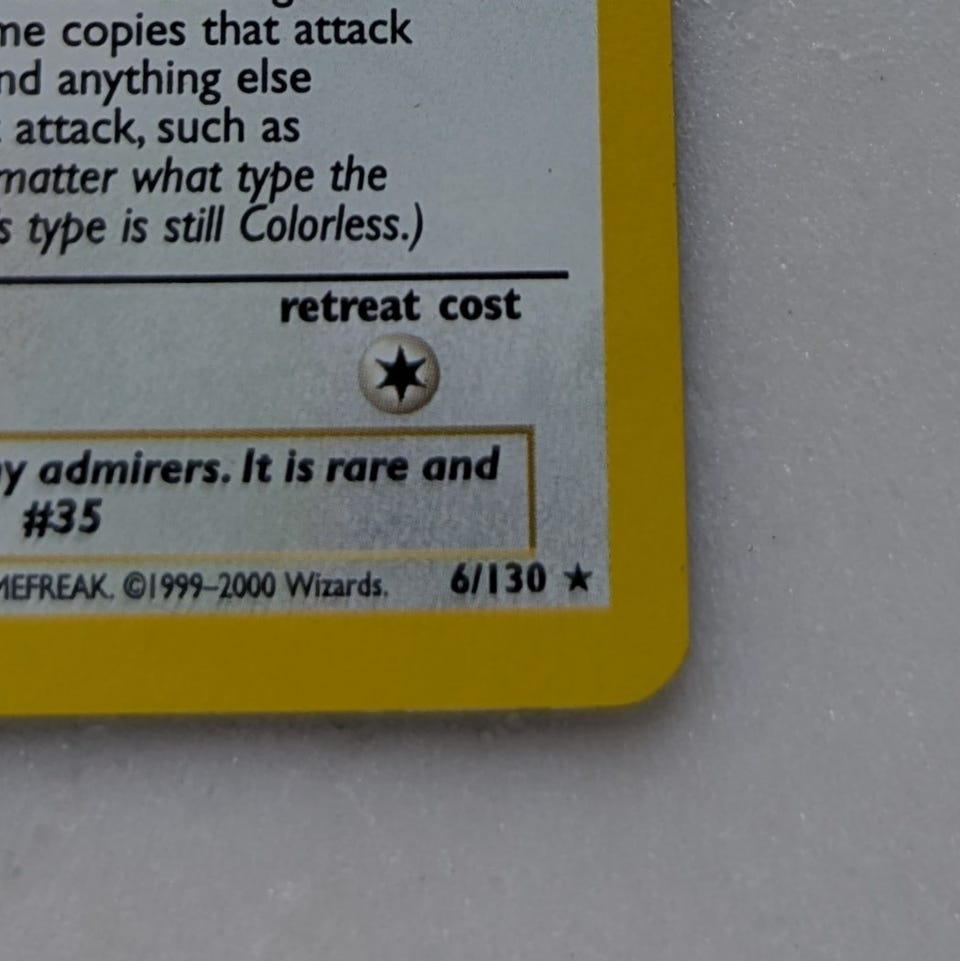 me copies that attack
nd anything else
attack, such as
matter what type the
s type is still Colorless.)
retreat cost
y admirers. It is rare and
#35
MEFREAK. ©1999–2000 Wizards. 6/130 ★